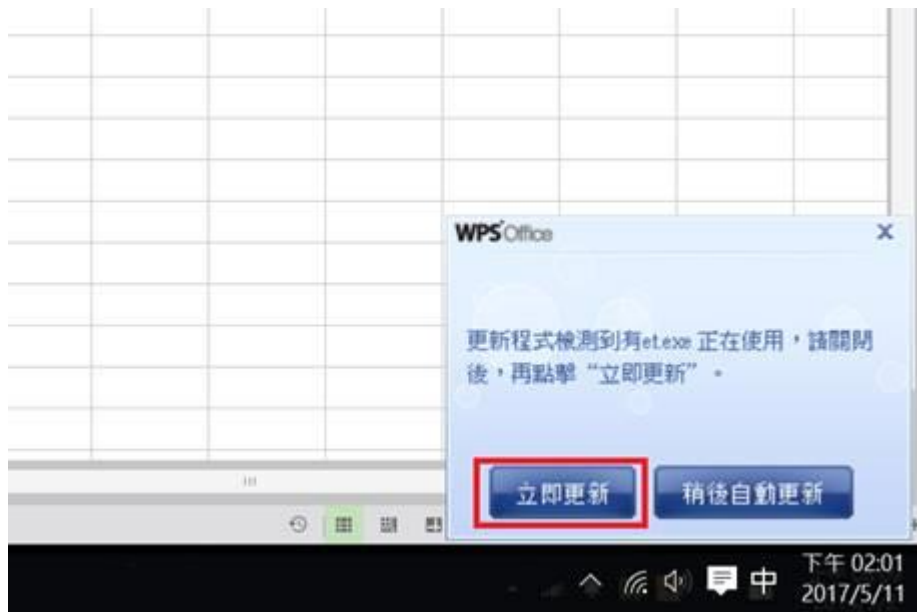 WPS Office
更新程式檢測到有et.exe 正在使用,請關閉
後,再點擊“立即更新”。
立即更新
稍後自動更新
中
下午 02:01
2017/5/11